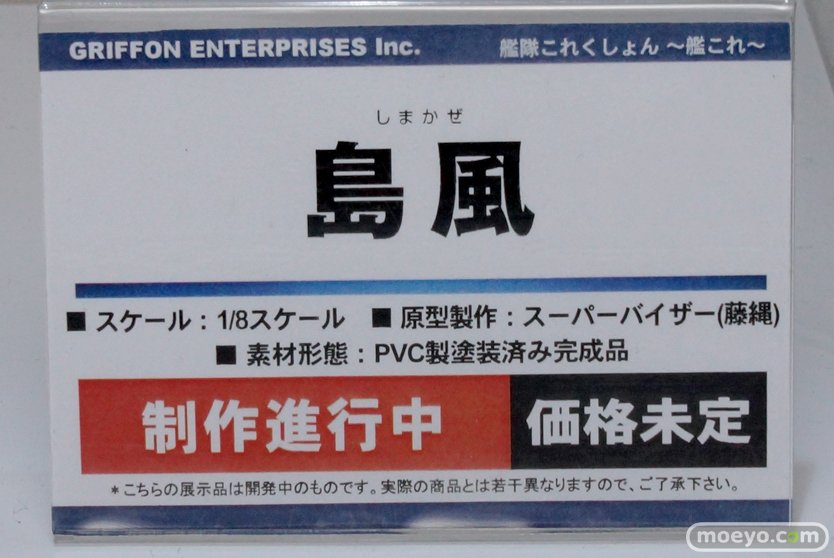 GRIFFON ENTERPRISES Inc. 艦隊これくしょん ～艦これ～
しまかぜ
島風
■ スケール：1/8スケール ■ 原型製作：スーパーバイザー(藤縄)
■ 素材形態：PVC製塗装済み完成品
制作進行中 価格未定
＊こちらの展示品は開発中のものです。実際の商品とは若干異なりますので、ご了承下さい。
moeyo.com